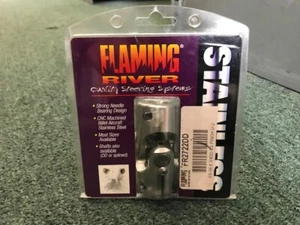 FLAMING
RIVER
Quality Steering Systems
STAINLESS
• Strong Needle
Bearing Design
• CNC Machined
Billet Aircraft
Stainless Steel
• Most Sizes
Available
• Shafts also
available
(DD or splined)
FR2722DD